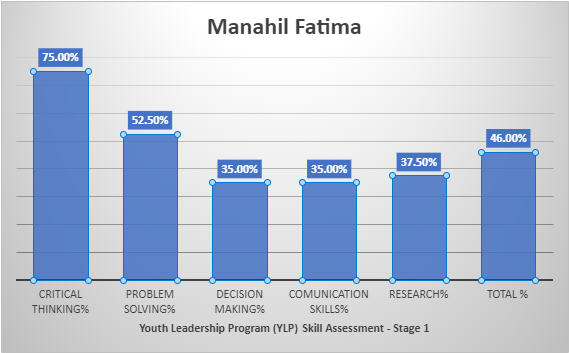 Manahil Fatima
75.00%
52.50%
35.00%
35.00%
37.50%
46.00%
CRITICAL THINKING%
PROBLEM SOLVING%
DECISION MAKING%
COMUNICATION SKILLS%
RESEARCH%
TOTAL %
Youth Leadership Program (YLP) Skill Assessment - Stage 1